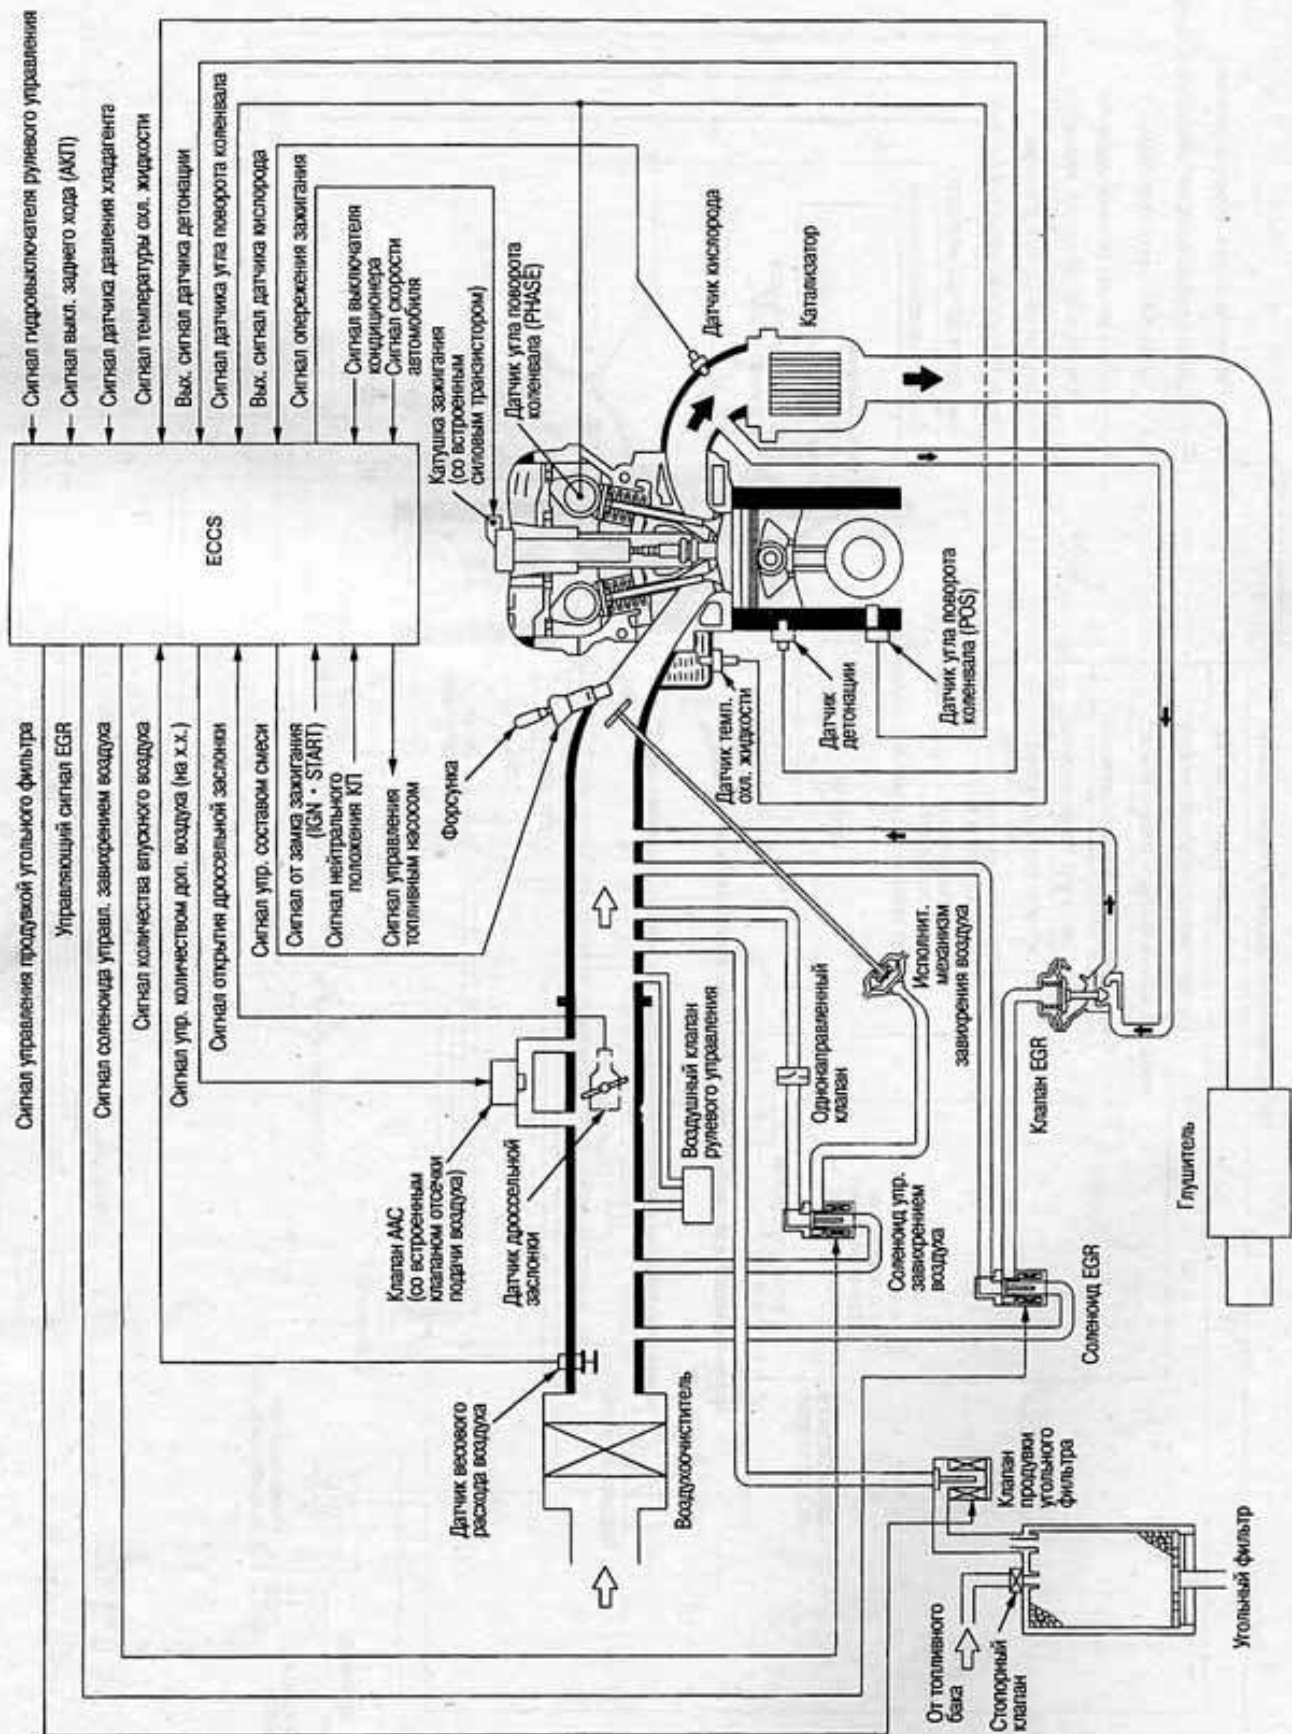 Сигнал управления продувкой угольного фильтра
Управляющий сигнал EGR
Сигнал соленоида управл. завихрением воздуха
Сигнал количества впускного воздуха
Сигнал упр. количеством доп. воздуха (на х.х.)
Сигнал открытия дроссельной заслонки
Сигнал упр. составом смеси
Сигнал от замка зажигания
(IGN · START)
Сигнал нейтрального
положения КП
Сигнал управления
топливным насосом
ECCS
Сигнал гидровыключателя рулевого управления
Сигнал выкл. заднего хода (АКП)
Сигнал датчика давления хладагента
Сигнал температуры охл. жидкости
Вых. сигнал датчика детонации
Сигнал датчика угла поворота коленвала
Вых. сигнал датчика кислорода
Сигнал опережения зажигания
Сигнал выключателя
кондиционера
Сигнал скорости
автомобиля
Катушка зажигания
(со встроенным
силовым транзистором)
Датчик угла поворота
коленвала (PHASE)
Датчик кислорода
Катализатор
Форсунка
Клапан AAC
(со встроенным
клапаном отсечки
подачи воздуха)
Датчик дроссельной
заслонки
Датчик весового
расхода воздуха
Воздухоочиститель
Воздушный клапан
рулевого управления
Датчик темп.
охл. жидкости
Датчик
детонации
Датчик угла поворота
коленвала (POS)
Однонаправленный
клапан
Исполнит.
механизм
завихрения воздуха
Соленоид упр.
завихрением
воздуха
Клапан EGR
Соленоид EGR
Глушитель
Клапан
продувки
угольного
фильтра
От топливного
бака
Стопорный
клапан
Угольный фильтр